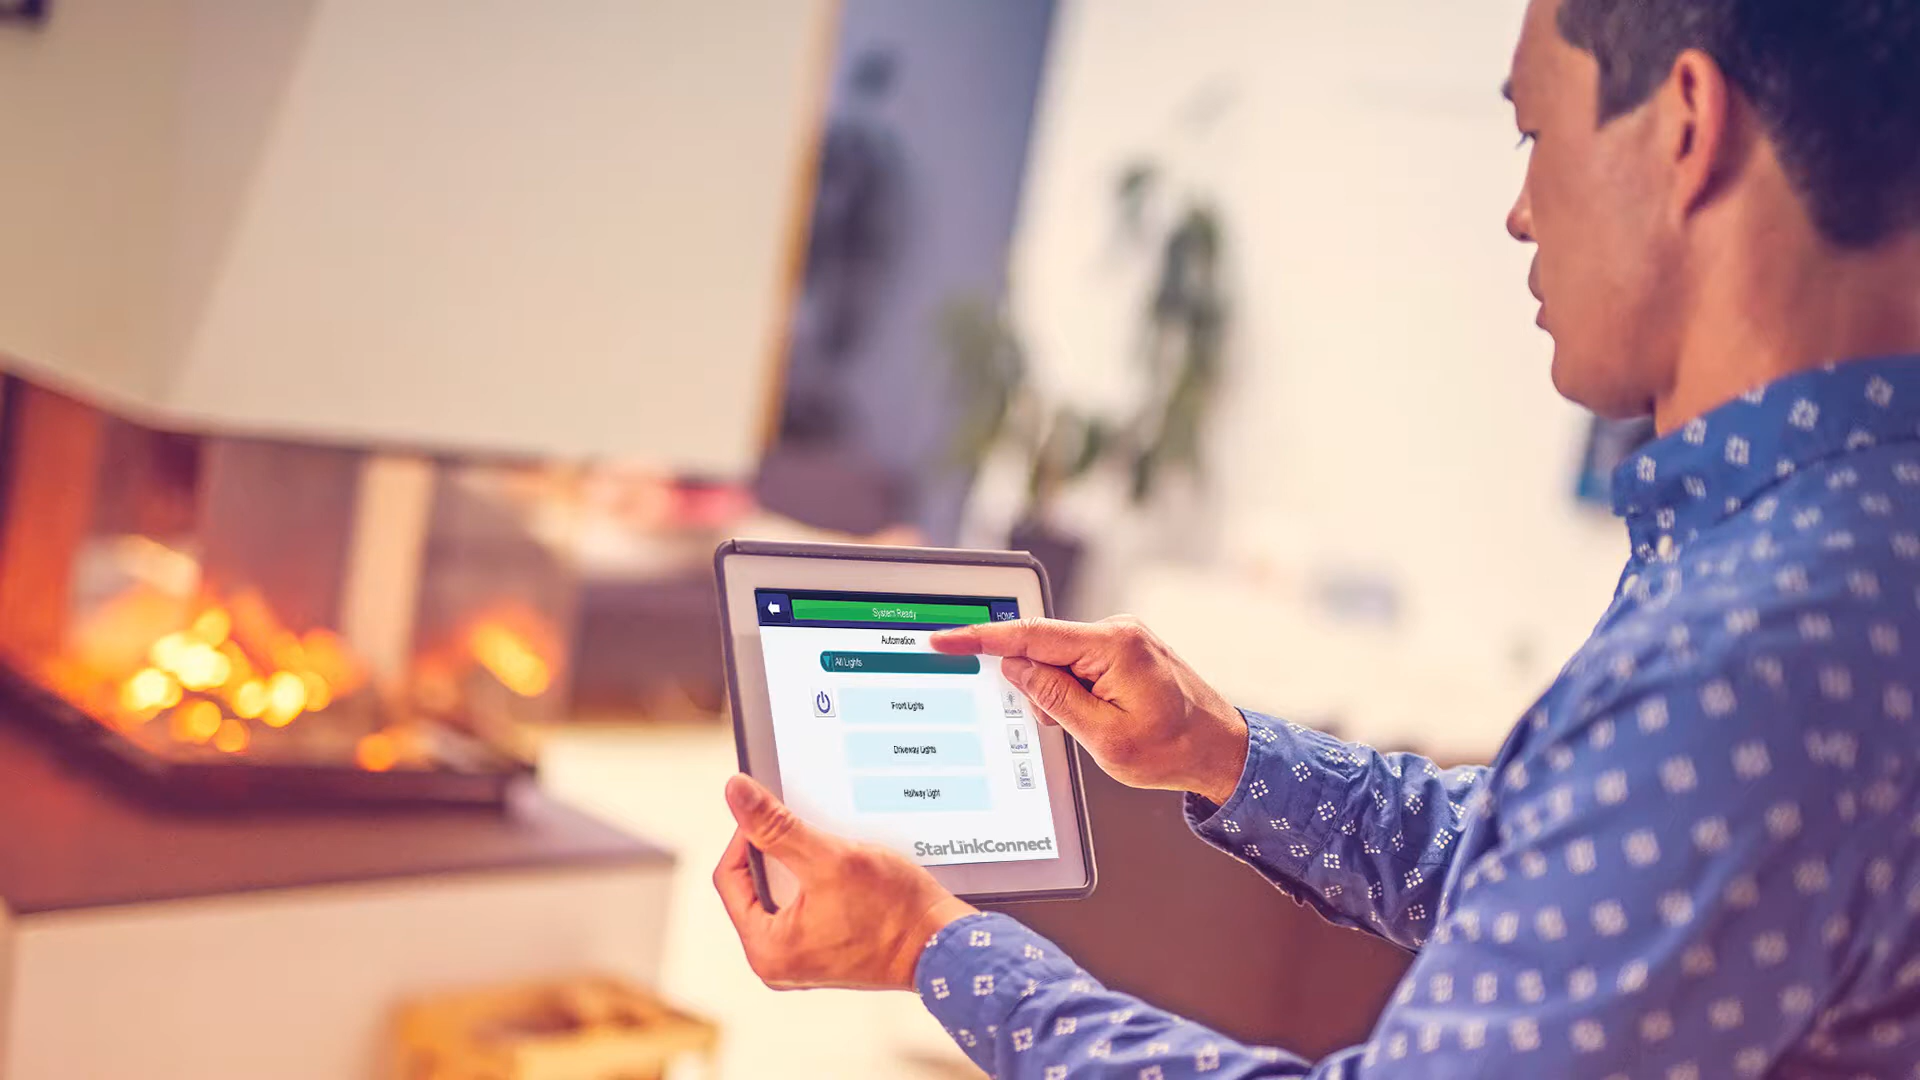 System Ready
HOME
Automation
All Lights
Front Lights
Driveway Lights
Hallway Light
StarLinkConnect